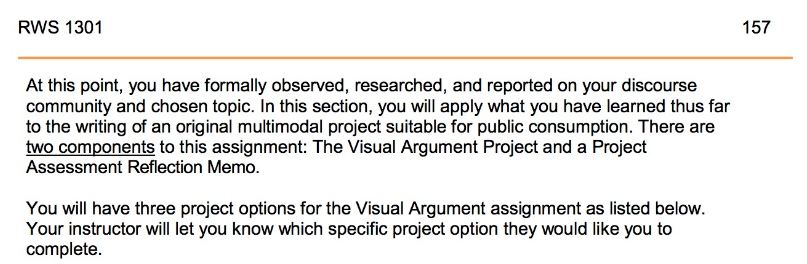 RWS 1301 157
At this point, you have formally observed, researched, and reported on your discourse
community and chosen topic. In this section, you will apply what you have learned thus far
to the writing of an original multimodal project suitable for public consumption. There are
two components to this assignment: The Visual Argument Project and a Project
Assessment Reflection Memo.
You will have three project options for the Visual Argument assignment as listed below.
Your instructor will let you know which specific project option they would like you to
complete.